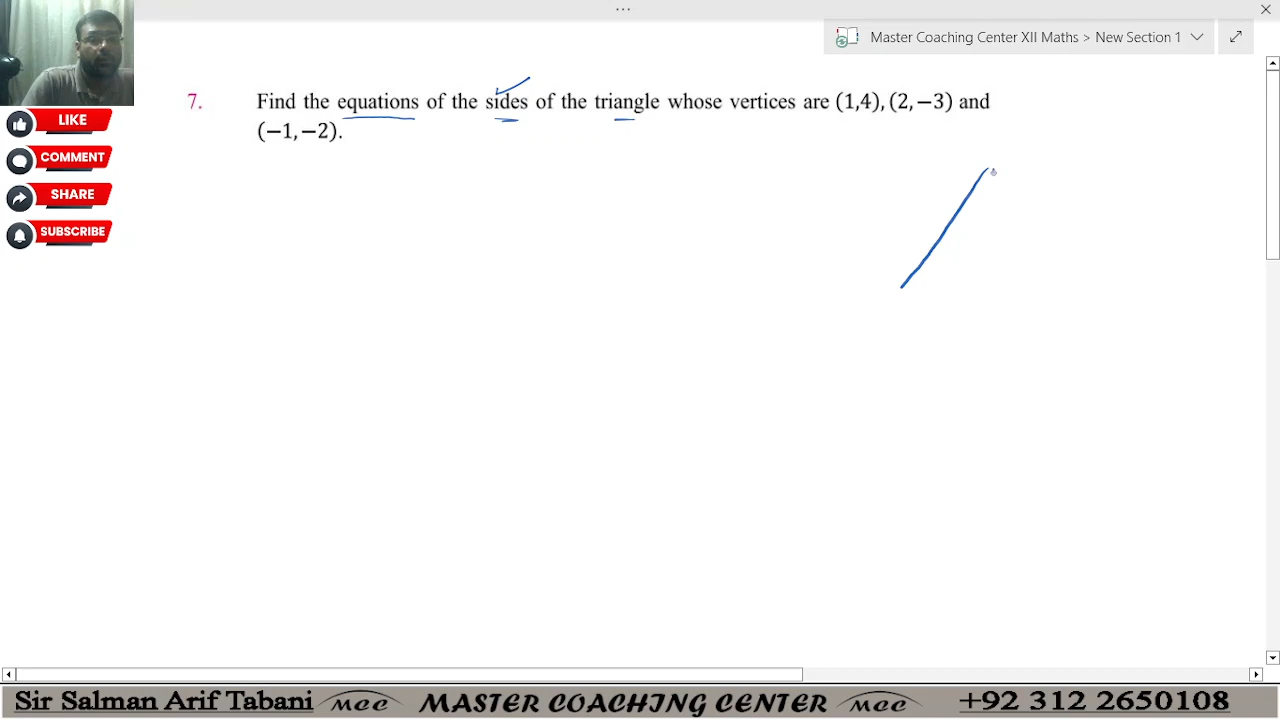 ...
Master Coaching Center XII Maths > New Section 1
7. Find the equations of the sides of the triangle whose vertices are (1,4), (2,−3) and
(−1,−2).
LIKE
COMMENT
SHARE
SUBSCRIBE
Sir Salman Arif Tabani MCC MASTER COACHING CENTER MCC +92 312 2650108